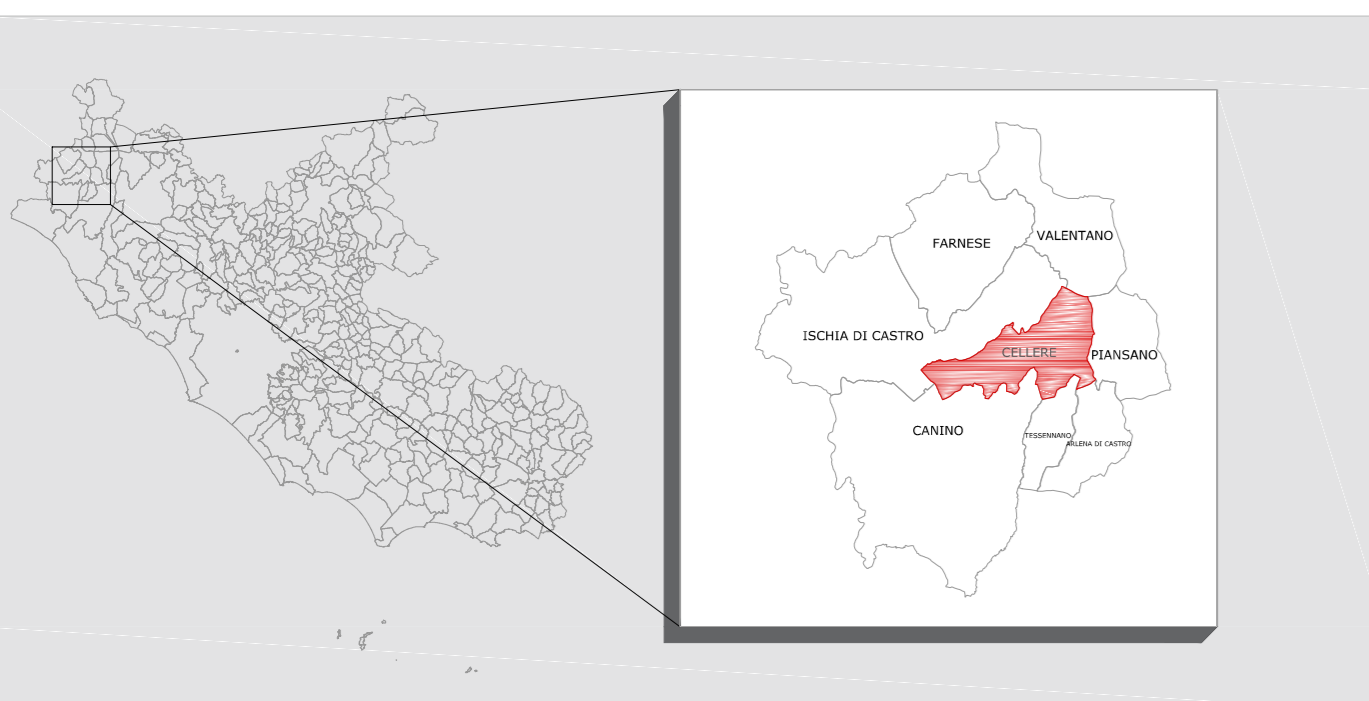 VALENTANO
FARNESE
ISCHIA DI CASTRO
CELLERE
PIANSANO
CANINO
TESSENNANO
ARLENA DI CASTRO